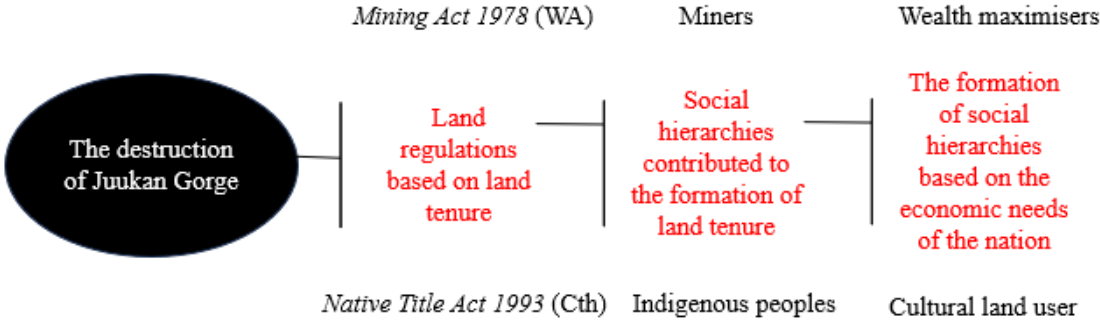 Mining Act 1978 (WA)
Miners
Wealth maximisers
The destruction
of Juukan Gorge
Land
regulations
based on land
tenure
Social
hierarchies
contributed to
the formation of
land tenure
The formation
of social
hierarchies
based on the
economic needs
of the nation
Native Title Act 1993 (Cth)
Indigenous peoples
Cultural land user